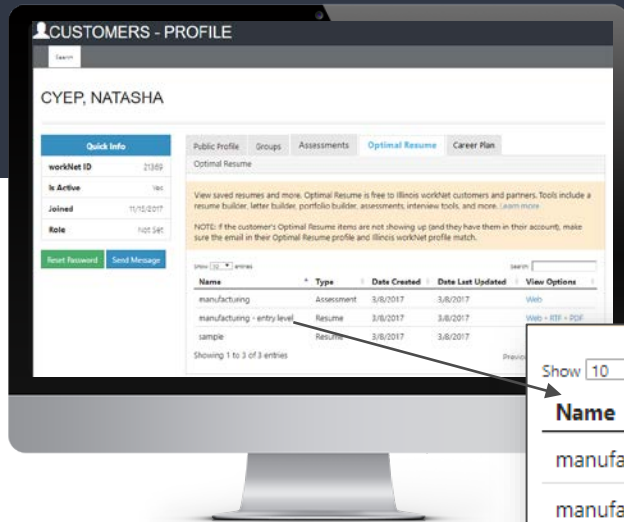 CUSTOMERS - PROFILE
Search
CYEP, NATASHA
Quick Info
workNet ID 21369
Is Active Yes
Joined 11/15/2017
Role Not Set
Reset Password Send Message
Public Profile Groups Assessments Optimal Resume Career Plan
Optimal Resume
View saved resumes and more. Optimal Resume is free to Illinois workNet customers and partners. Tools include a
resume builder, letter builder, portfolio builder, assessments, interview tools, and more. Learn more
NOTE: If the customer's Optimal Resume items are not showing up (and they have them in their account), make
sure the email in their Optimal Resume profile and Illinois workNet profile match.
Show 10 entries Search:
Name Type Date Created Date Last Updated View Options
manufacturing Assessment 3/8/2017 3/8/2017 Web
manufacturing - entry level Resume 3/8/2017 3/8/2017 Web • RTF • PDF
sample Resume 3/8/2017 3/8/2017
Showing 1 to 3 of 3 entries
Show 10
Name
manufa
manufa